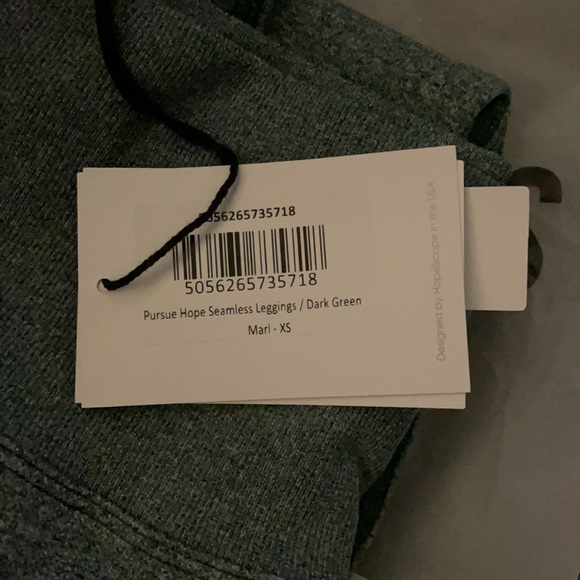 5056265735718
5056265735718
Pursue Hope Seamless Leggings / Dark Green
Marl - XS
Designed by HopeScope in the USA